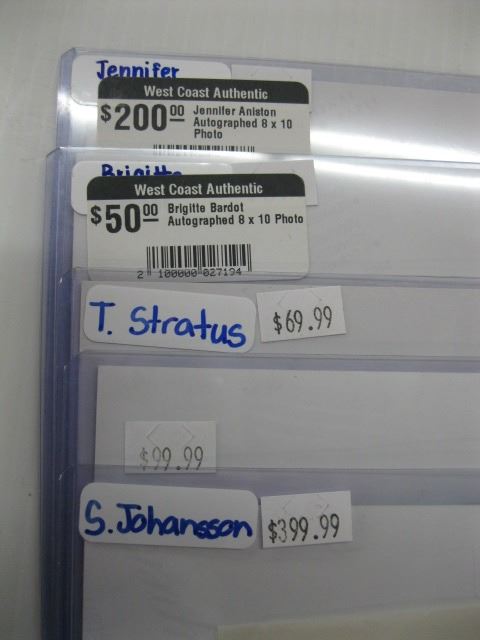 Jennifer
West Coast Authentic
$200.00 Jennifer Aniston
Autographed 8 x 10
Photo
Brigitte
West Coast Authentic
$50.00 Brigitte Bardot
Autographed 8 x 10 Photo
2 100000 027194
T. Stratus $69.99
$99.99
S. Johansson $399.99